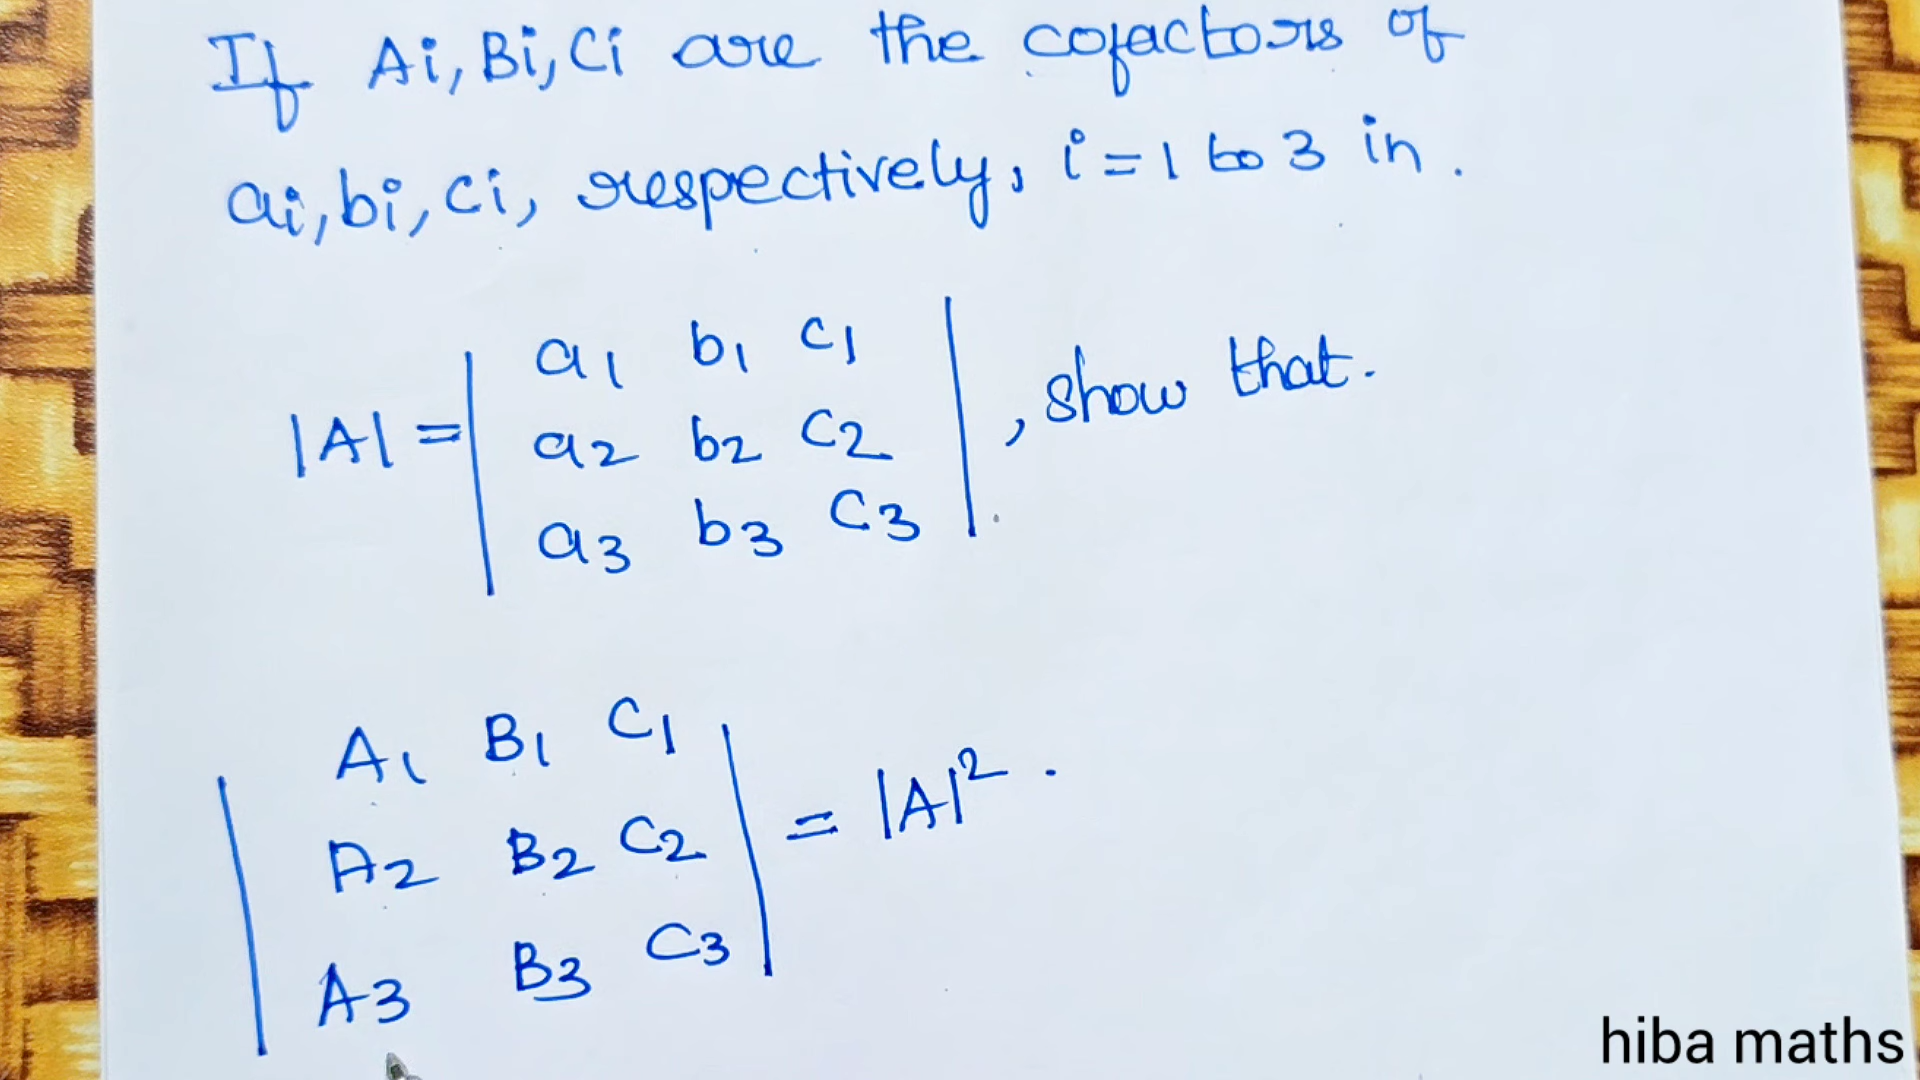 If Ai, Bi, Ci are the cofactors of
ai, bi, ci, respectively, i = 1 to 3 in.
|A| = | a1 b1 c1 |
| a2 b2 c2 | , show that.
| a3 b3 c3 |
| A1 B1 C1 |
| A2 B2 C2 | = |A|² .
| A3 B3 C3 |
hiba maths